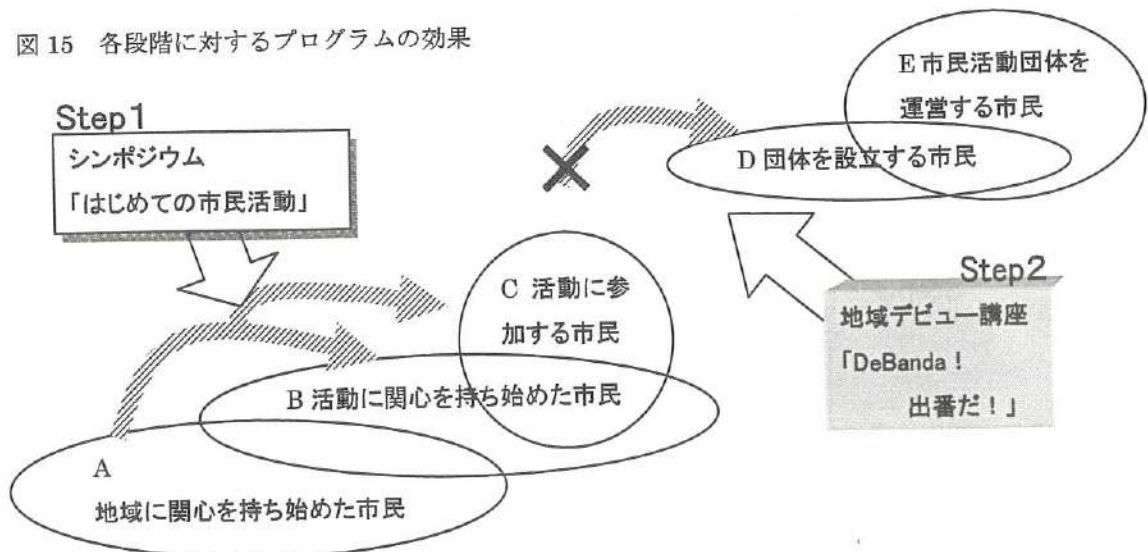 図15 各段階に対するプログラムの効果
Step1
シンポジウム
「はじめての市民活動」
E市民活動団体を
運営する市民
D 団体を設立する市民
C 活動に参
加する市民
B 活動に関心を持ち始めた市民
A
地域に関心を持ち始めた市民
Step2
地域デビュー講座
「DeBanda！
出番だ！」